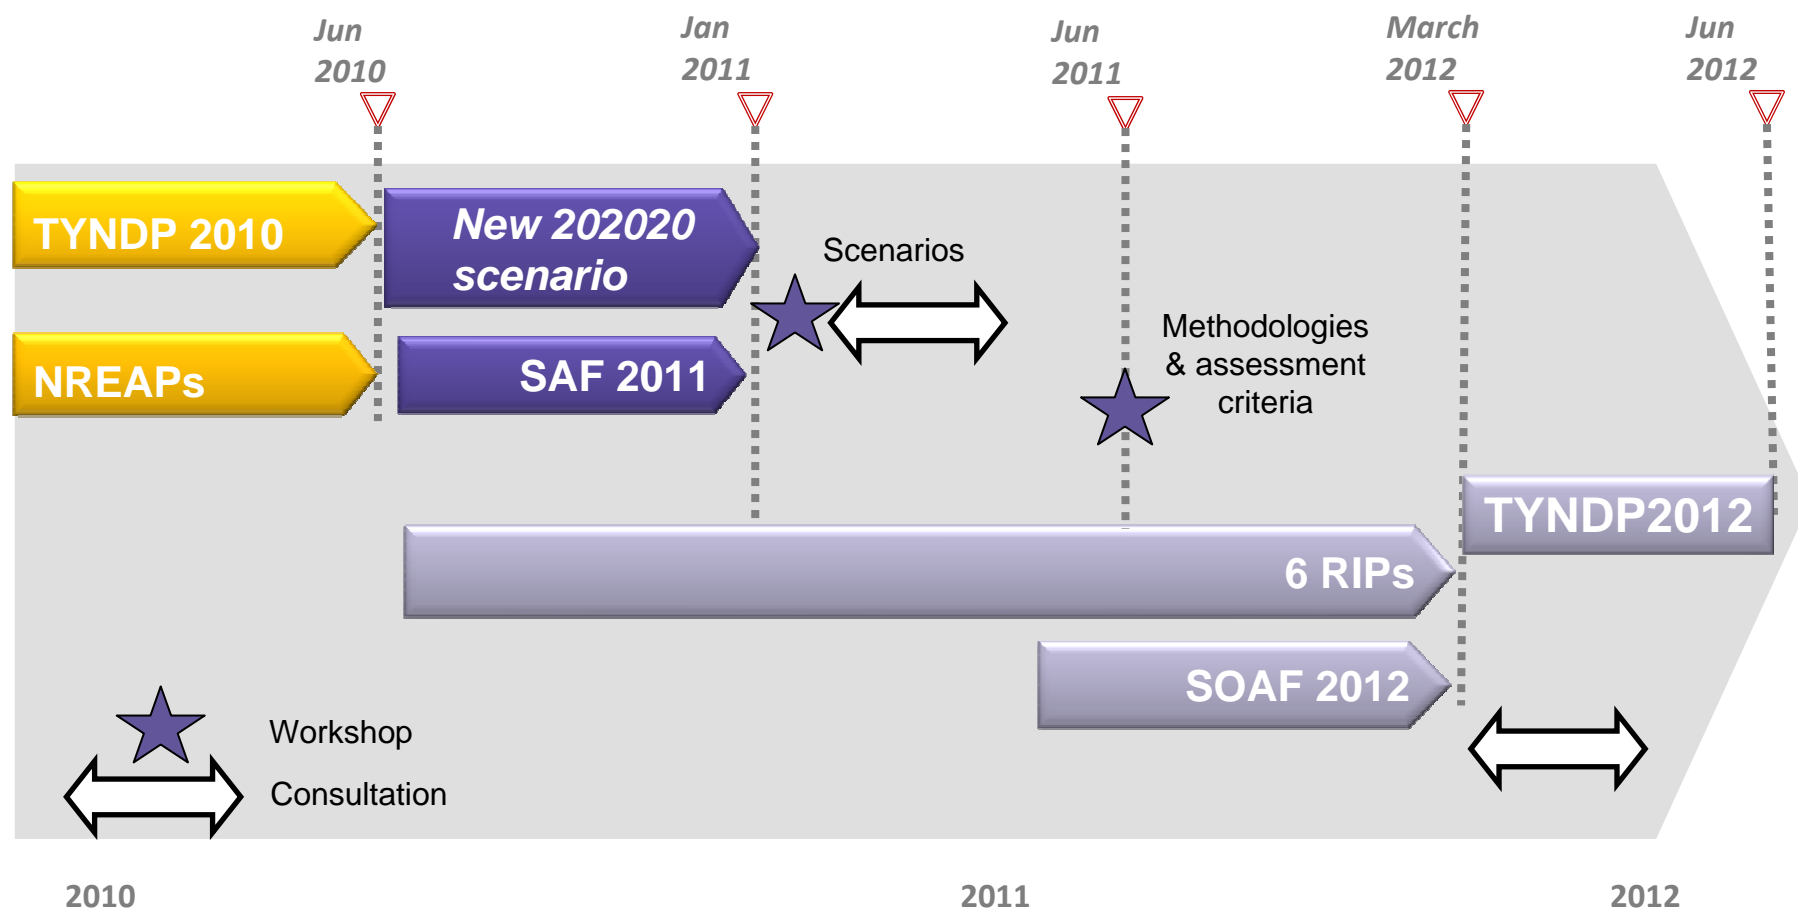 Jun
2010
Jan
2011
Jun
2011
March
2012
Jun
2012
TYNDP 2010
New 202020
scenario
Scenarios
NREAPs
SAF 2011
Methodologies
& assessment
criteria
TYNDP2012
6 RIPs
SOAF 2012
Workshop
Consultation
2010
2011
2012